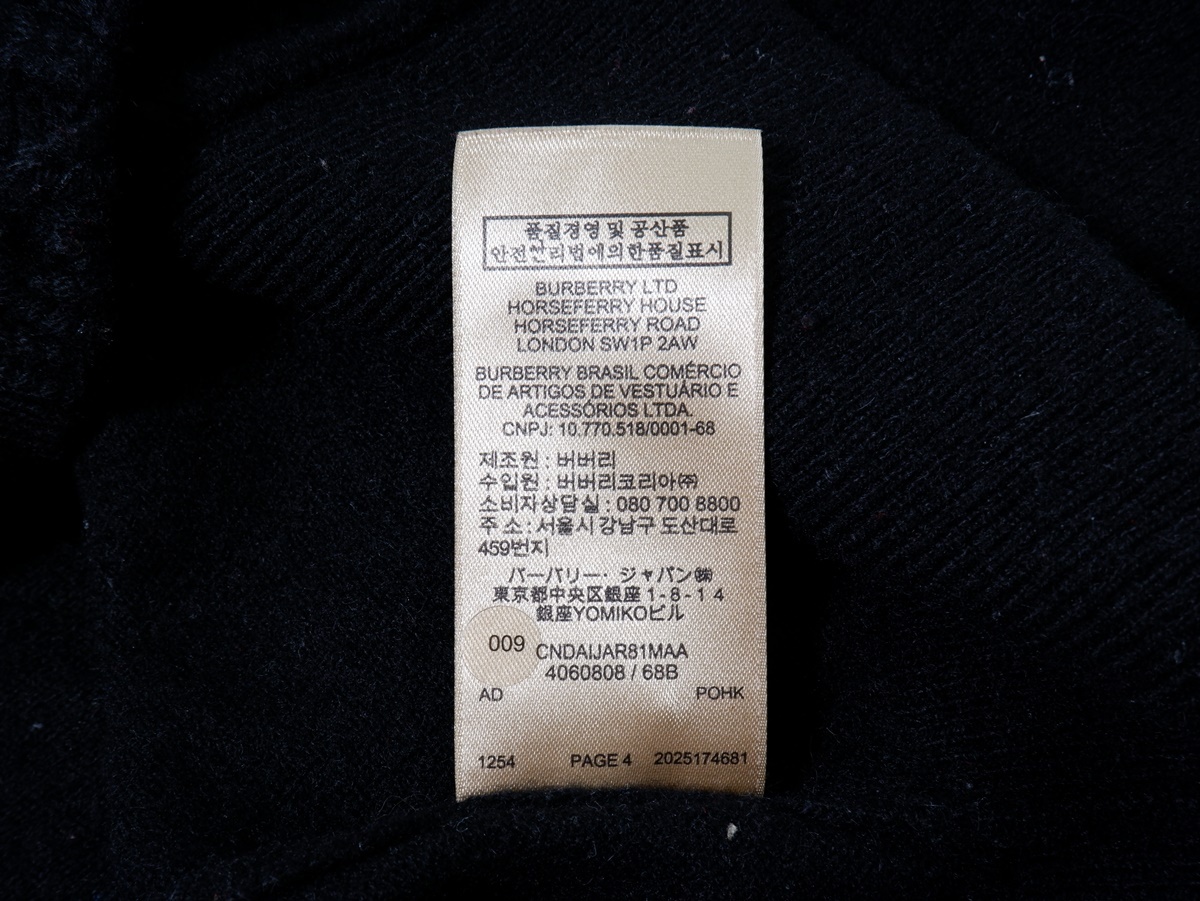 품질경영 및 공산품
안전관리법에의한품질표시
BURBERRY LTD
HORSEFERRY HOUSE
HORSEFERRY ROAD
LONDON SW1P 2AW
BURBERRY BRASIL COMÉRCIO
DE ARTIGOS DE VESTUÁRIO E
ACESSÓRIOS LTDA.
CNPJ: 10.770.518/0001-68
제조원 : 버버리
수입원 : 버버리코리아㈜
소비자상담실 : 080 700 8800
주 소 : 서울시 강남구 도산대로
459번지
バーバリー・ジャパン㈱
東京都中央区銀座 1-8-14
銀座YOMIKOビル
009
CNDAIJAR81MAA
4060808 / 68B
AD POHK
1254 PAGE 4 2025174681